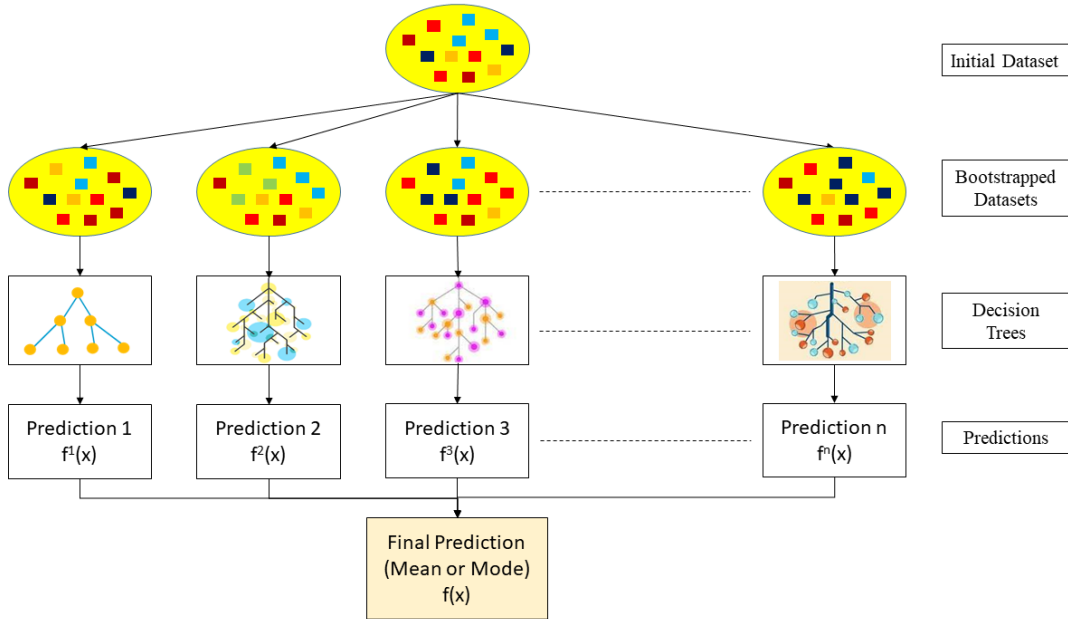 Initial Dataset
Bootstrapped
Datasets
Decision
Trees
Prediction 1
f¹(x)
Prediction 2
f²(x)
Prediction 3
f³(x)
Prediction n
fⁿ(x)
Predictions
Final Prediction
(Mean or Mode)
f(x)